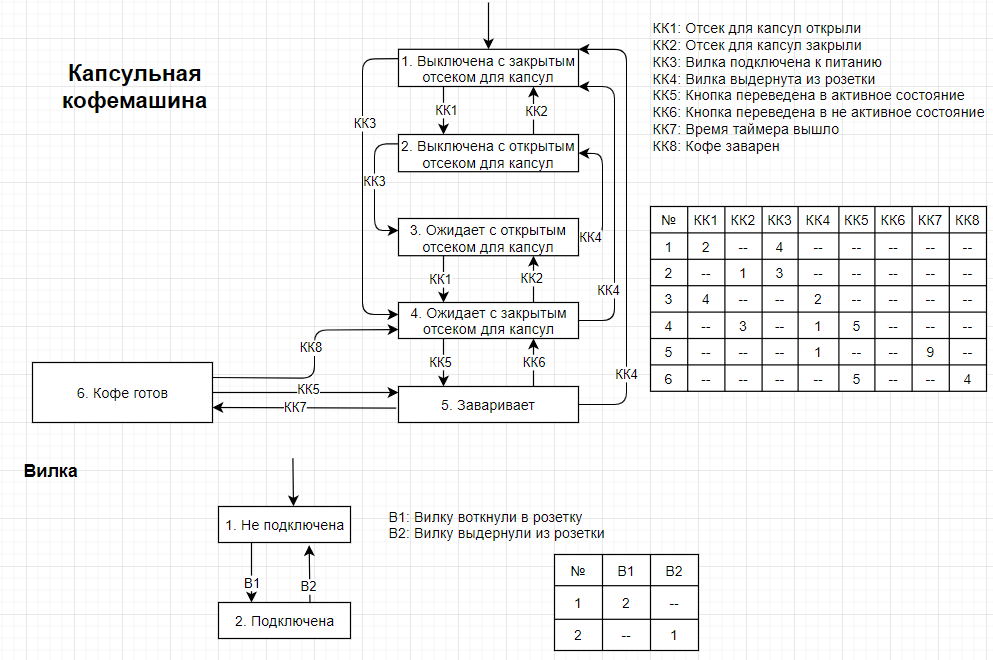 Капсульная
кофемашина
1. Выключена с закрытым
отсеком для капсул
КК1
КК2
КК3
2. Выключена с открытым
отсеком для капсул
КК3
3. Ожидает с открытым
отсеком для капсул
КК4
КК1
КК2
КК4
4. Ожидает с закрытым
отсеком для капсул
КК8
КК5
КК6
КК4
6. Кофе готов
КК5
КК7
5. Заваривает
КК1: Отсек для капсул открыли
КК2: Отсек для капсул закрыли
КК3: Вилка подключена к питанию
КК4: Вилка выдернута из розетки
КК5: Кнопка переведена в активное состояние
КК6: Кнопка переведена в не активное состояние
КК7: Время таймера вышло
КК8: Кофе заварен
№ КК1 КК2 КК3 КК4 КК5 КК6 КК7 КК8
1 2 -- 4 -- -- -- -- --
2 -- 1 3 -- -- -- -- --
3 4 -- -- 2 -- -- -- --
4 -- 3 -- 1 5 -- -- --
5 -- -- -- 1 -- -- 9 --
6 -- -- -- -- 5 -- -- 4
Вилка
1. Не подключена
В1
В2
2. Подключена
В1: Вилку воткнули в розетку
В2: Вилку выдернули из розетки
№ В1 В2
1 2 --
2 -- 1